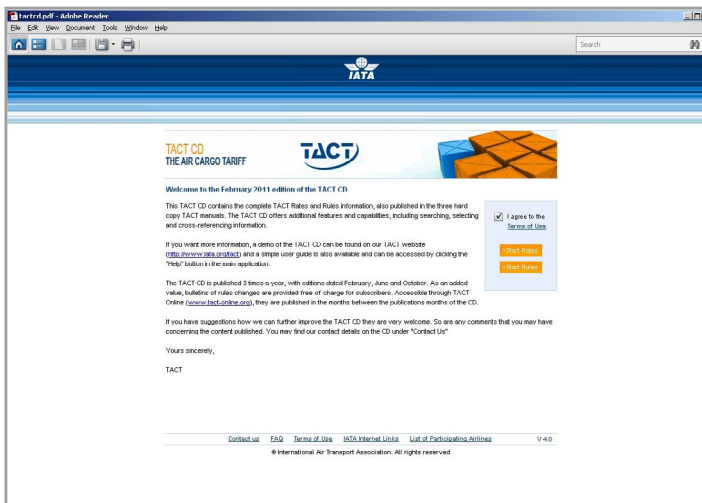 tactcd.pdf - Adobe Reader
File Edit View Document Tools Window Help
Search
IATA
TACT CD
THE AIR CARGO TARIFF
TACT
Welcome to the February 2011 edition of the TACT CD
This TACT CD contains the complete TACT Rates and Rules information, also published in the three hard
copy TACT manuals. The TACT CD offers additional features and capabilities, including searching, selecting
and cross-referencing information.
I agree to the
Terms of Use
Start Rates
Start Rules
If you want more information, a demo of the TACT CD can be found on our TACT website
(http://www.iata.org/tact) and a simple user guide is also available and can be accessed by clicking the
"Help" button in the main application.
The TACT CD is published 3 times a year, with editions dated February, June and October. As an added
value, bulletins of rules changes are provided free of charge for subscribers. Accessible through TACT
Online (www.tact-online.org), they are published in the months between the publications months of the CD.
If you have suggestions how we can further improve the TACT CD they are very welcome. So are any comments that you may have
concerning the content published. You may find our contact details on the CD under "Contact Us"
Yours sincerely,
TACT
Contact us FAQ Terms of Use IATA Internet Links List of Participating Airlines V 4.0
© International Air Transport Association. All rights reserved